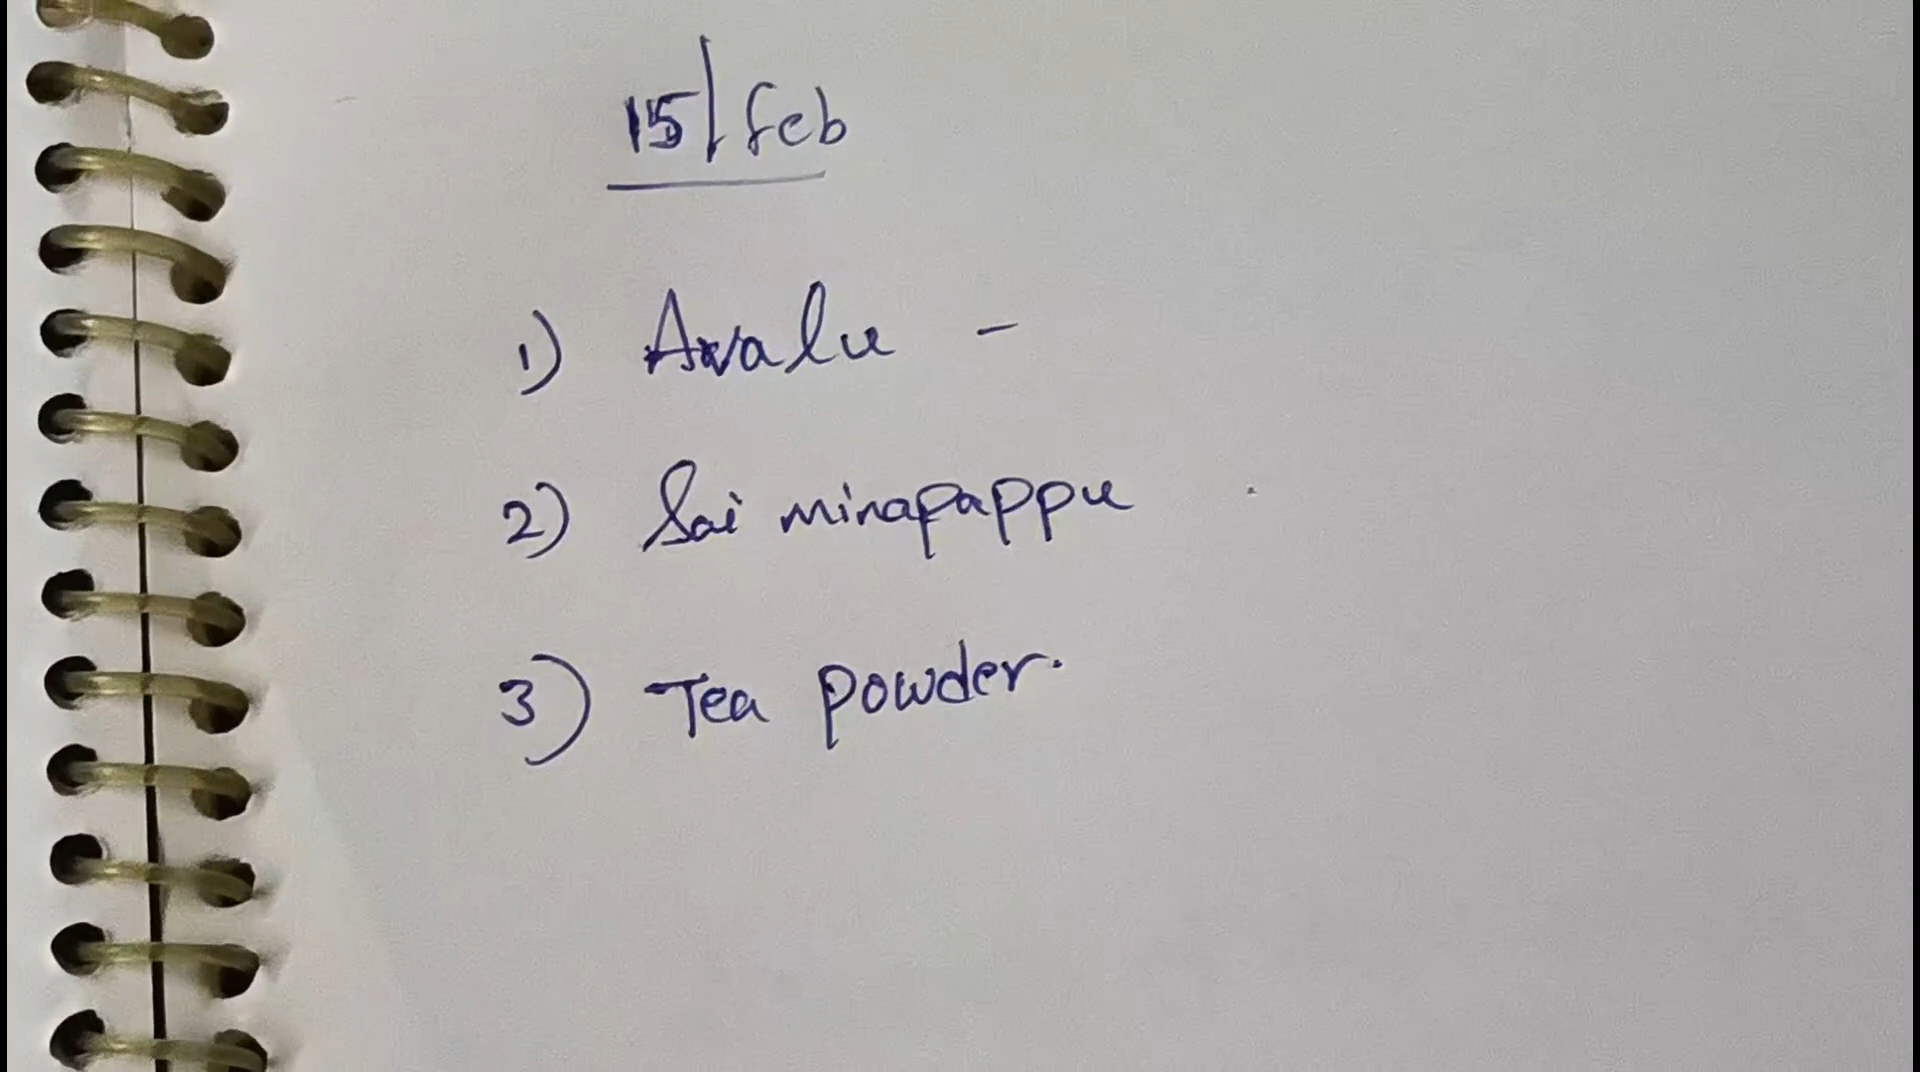 15/feb
1) Avalu -
2) Sai minapappu
3) Tea powder.